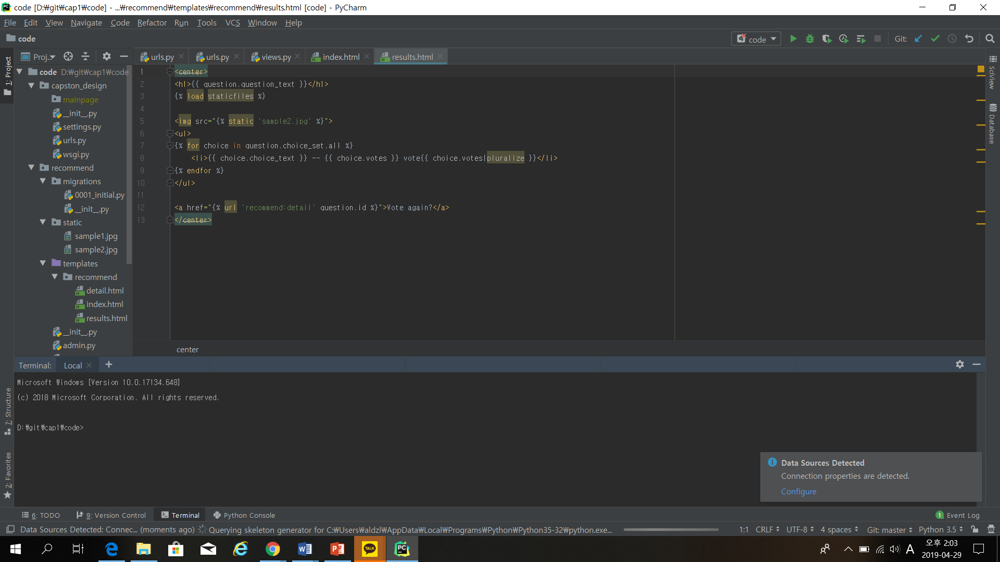 code [D:₩git₩cap1₩code] - ...₩recommend₩templates₩recommend₩results.html [code] - PyCharm
File Edit View Navigate Code Refactor Run Tools VCS Window Help
code
code
Git:
1: Project
Proj...
urls.py
urls.py
views.py
index.html
results.html
code D:₩git₩cap1₩code
capston_design
mainpage
__init__.py
settings.py
urls.py
wsgi.py
recommend
migrations
0001_initial.py
__init__.py
static
sample1.jpg
sample2.jpg
templates
recommend
detail.html
index.html
results.html
__init__.py
admin.py
1 <center>
2 <h1>{{ question.question_text }}</h1>
3 {% load staticfiles %}
4
5 <img src="{% static 'sample2.jpg' %}">
6 <ul>
7 {% for choice in question.choice_set.all %}
8 <li>{{ choice.choice_text }} -- {{ choice.votes }} vote{{ choice.votes|pluralize }}</li>
9 {% endfor %}
10 </ul>
11
12 <a href="{% url 'recommend:detail' question.id %}">Vote again?</a>
13 </center>
center
SciView
Database
Terminal: Local
Microsoft Windows [Version 10.0.17134.648]
(c) 2018 Microsoft Corporation. All rights reserved.
D:₩git₩cap1₩code>
7: Structure
2: Favorites
Data Sources Detected
Connection properties are detected.
Configure
6: TODO
9: Version Control
Terminal
Python Console
1 Event Log
Data Sources Detected: Connec... (moments ago)
Querying skeleton generator for C:₩Users₩aldzl₩AppData₩Local₩Programs₩Python₩Python35-32₩python.exe...
1:1 CRLF UTF-8 4 spaces Git: master Python 3.5
TALK
PC
A
오후 2:03
2019-04-29